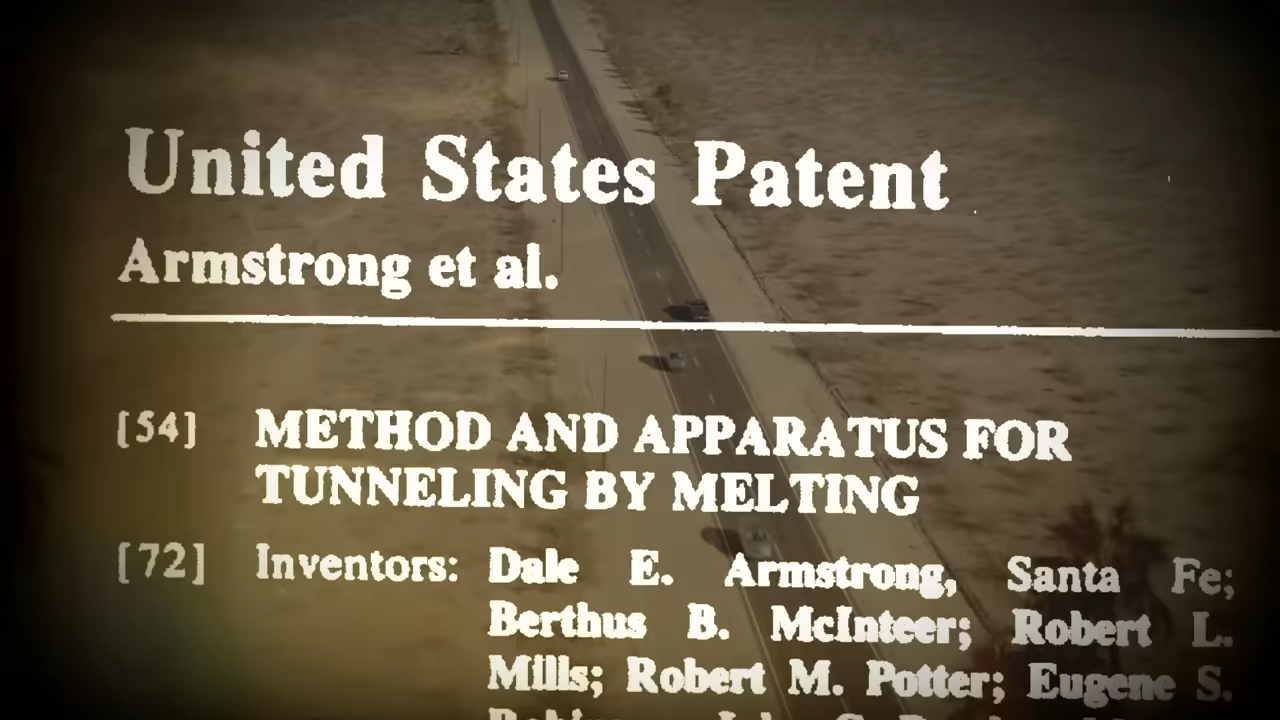 United States Patent
Armstrong et al.
[54] METHOD AND APPARATUS FOR
TUNNELING BY MELTING
[72] Inventors: Dale E. Armstrong, Santa Fe;
Berthus B. McInteer; Robert L.
Mills; Robert M. Potter; Eugene S.